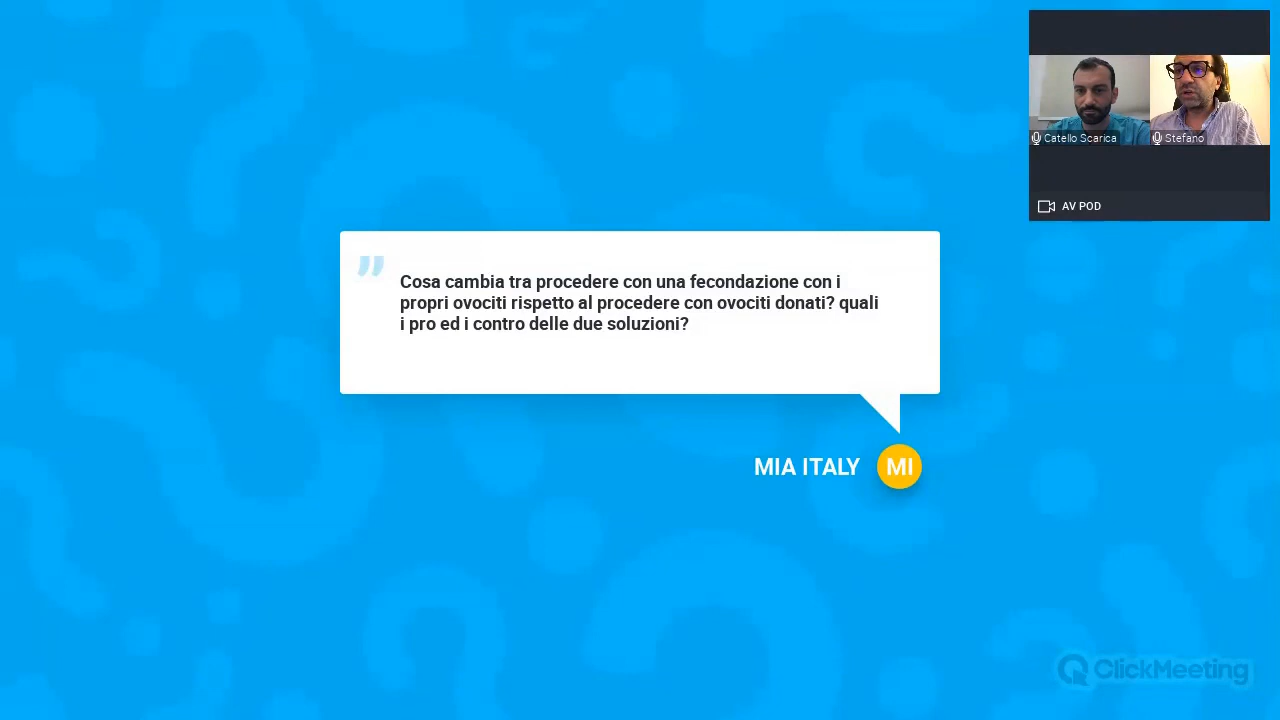 Catello Scarica
Stefano
AV POD
”
Cosa cambia tra procedere con una fecondazione con i
propri ovociti rispetto al procedere con ovociti donati? quali
i pro ed i contro delle due soluzioni?
MIA ITALY
MI
ClickMeeting